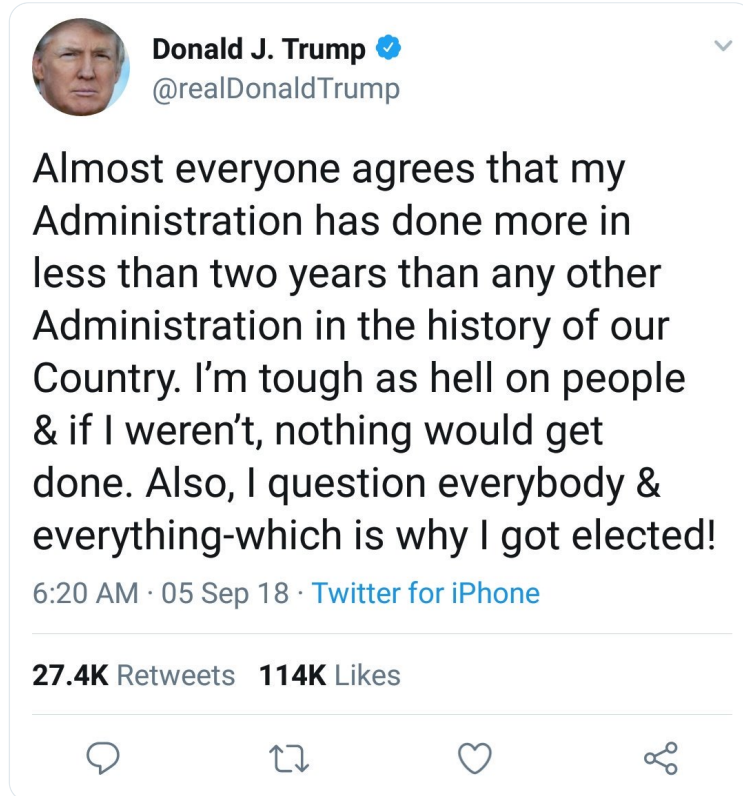 Donald J. Trump
@realDonaldTrump
Almost everyone agrees that my
Administration has done more in
less than two years than any other
Administration in the history of our
Country. I’m tough as hell on people
& if I weren’t, nothing would get
done. Also, I question everybody &
everything-which is why I got elected!
6:20 AM · 05 Sep 18 · Twitter for iPhone
27.4K Retweets 114K Likes